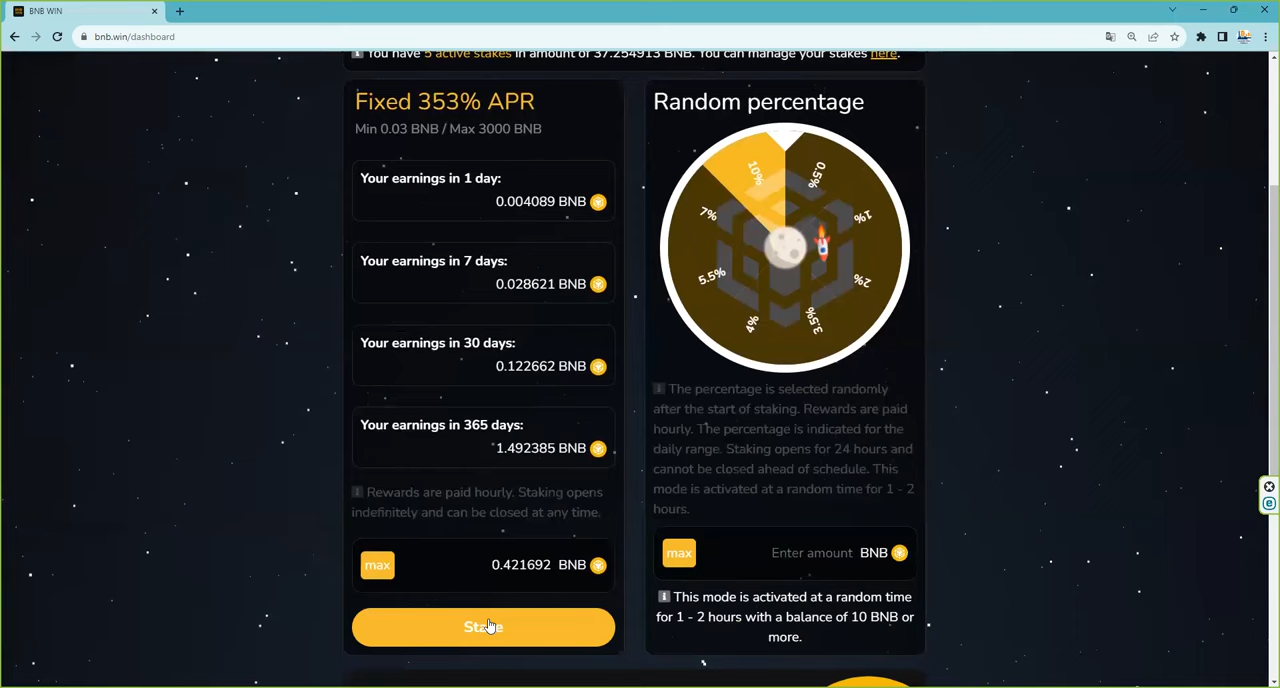 BNB WIN
bnb.win/dashboard
You have 5 active stakes in amount of 37.254913 BNB. You can manage your stakes here.
Fixed 353% APR
Min 0.03 BNB / Max 3000 BNB
Your earnings in 1 day:
0.004089 BNB
Your earnings in 7 days:
0.028621 BNB
Your earnings in 30 days:
0.122662 BNB
Your earnings in 365 days:
1.492385 BNB
Rewards are paid hourly. Staking opens
indefinitely and can be closed at any time.
max
0.421692 BNB
Stake
Random percentage
10%
0.5%
1%
2%
3.5%
4%
5.5%
7%
The percentage is selected randomly
after the start of staking. Rewards are paid
hourly. The percentage is indicated for the
daily range. Staking opens for 24 hours and
cannot be closed ahead of schedule. This
mode is activated at a random time for 1 - 2
hours.
max
Enter amount BNB
This mode is activated at a random time
for 1 - 2 hours with a balance of 10 BNB or
more.